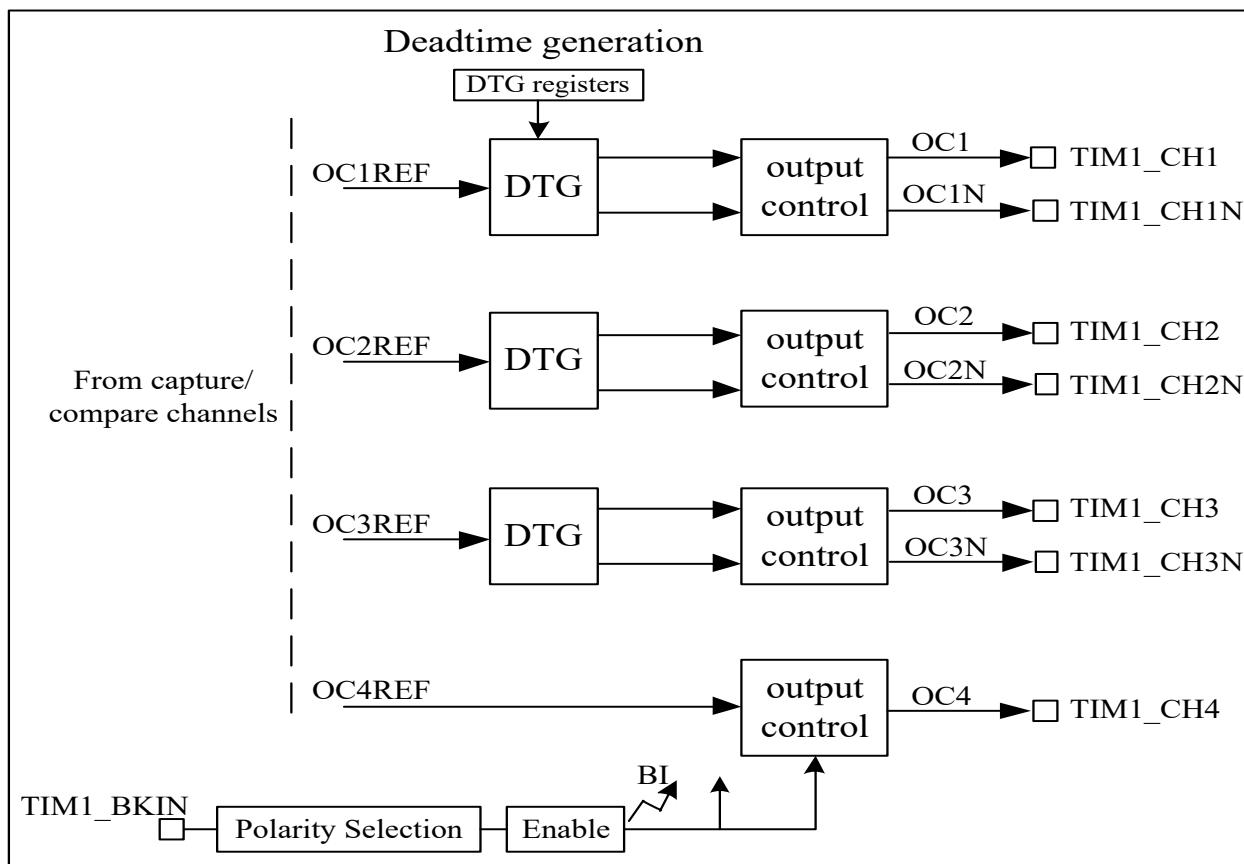 Deadtime generation
DTG registers
OC1REF
DTG
output
control
OC1
TIM1_CH1
OC1N
TIM1_CH1N
OC2REF
DTG
output
control
OC2
TIM1_CH2
OC2N
TIM1_CH2N
From capture/
compare channels
OC3REF
DTG
output
control
OC3
TIM1_CH3
OC3N
TIM1_CH3N
OC4REF
output
control
OC4
TIM1_CH4
BI
TIM1_BKIN
Polarity Selection
Enable